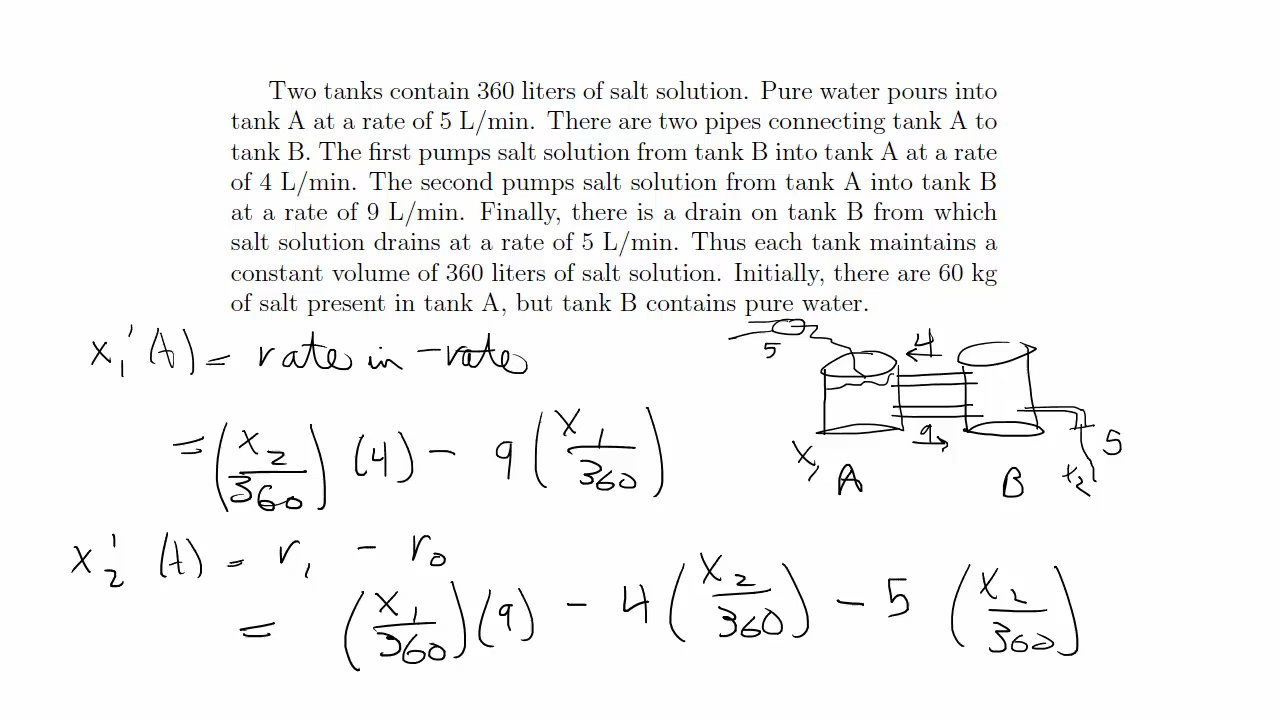 Two tanks contain 360 liters of salt solution. Pure water pours into
tank A at a rate of 5 L/min. There are two pipes connecting tank A to
tank B. The first pumps salt solution from tank B into tank A at a rate
of 4 L/min. The second pumps salt solution from tank A into tank B
at a rate of 9 L/min. Finally, there is a drain on tank B from which
salt solution drains at a rate of 5 L/min. Thus each tank maintains a
constant volume of 360 liters of salt solution. Initially, there are 60 kg
of salt present in tank A, but tank B contains pure water.
x₁'(t) = rate in - rate
= (x₂/360)(4) - 9(x₁/360)
x₂'(t) = r₁ - r₀
= (x₁/360)(9) - 4(x₂/360) - 5(x₂/360)
5
4
9
5
x₁ A
B x₂